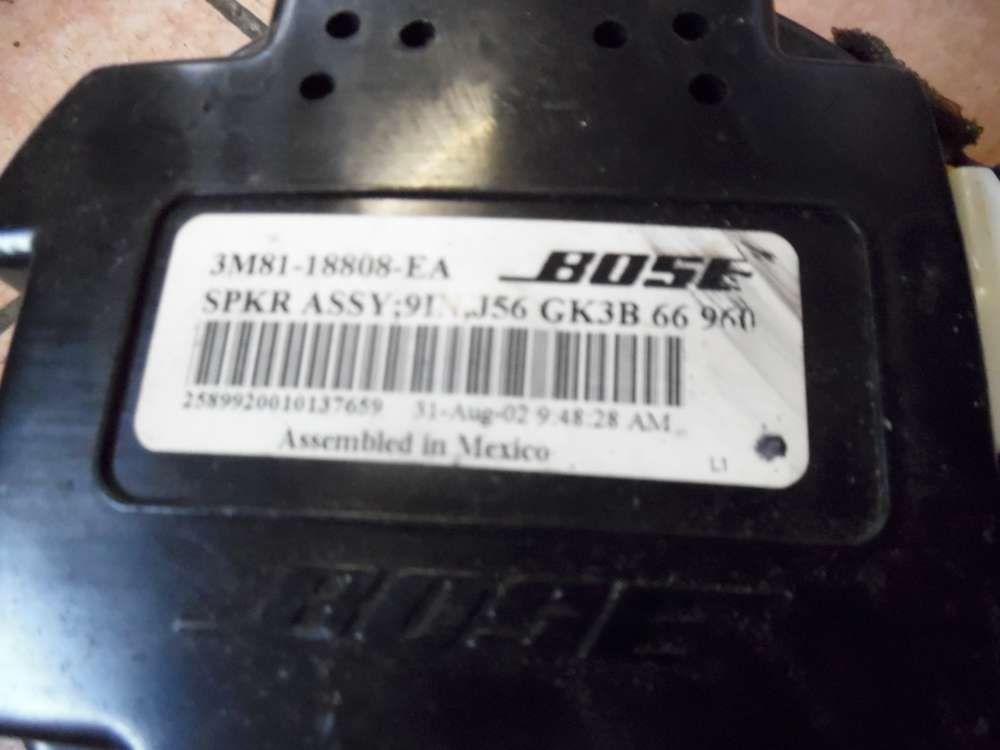 3M81-18808-EA BOSE
SPKR ASSY;9IN,J56 GK3B 66 960
2589920010137659 31-Aug-02 9:48:28 AM
Assembled in Mexico
L1
BOSE